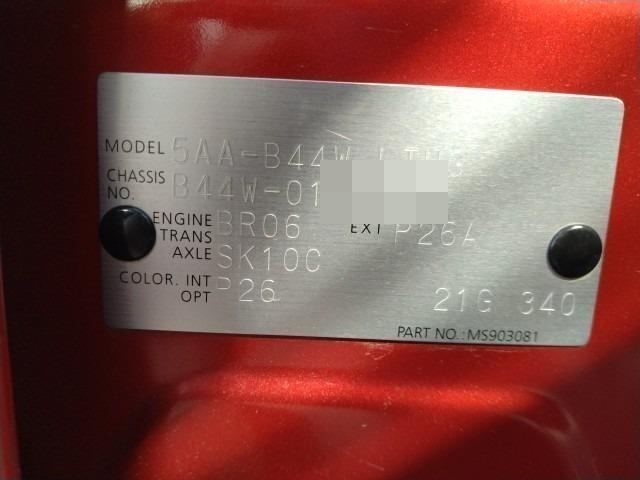 MODEL 5AA-B44W
CHASSIS NO. B44W-01
ENGINE BR06 EXT P26A
TRANS AXLE SK10C
COLOR. INT P26
OPT 21G 340
PART NO.:MS903081